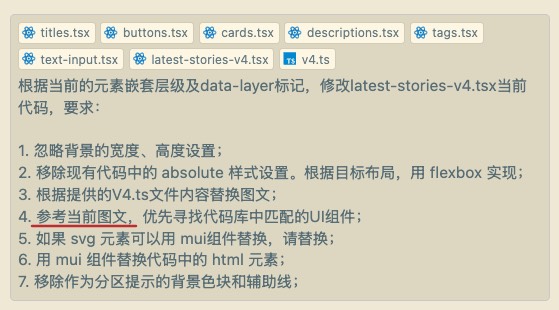 titles.tsx buttons.tsx cards.tsx descriptions.tsx tags.tsx
text-input.tsx latest-stories-v4.tsx TS v4.ts
根据当前的元素嵌套层级及data-layer标记，修改latest-stories-v4.tsx当前
代码，要求：
1. 忽略背景的宽度、高度设置；
2. 移除现有代码中的 absolute 样式设置。根据目标布局，用 flexbox 实现；
3. 根据提供的V4.ts文件内容替换图文；
4. 参考当前图文，优先寻找代码库中匹配的UI组件；
5. 如果 svg 元素可以用 mui组件替换，请替换；
6. 用 mui 组件替换代码中的 html 元素；
7. 移除作为分区提示的背景色块和辅助线；